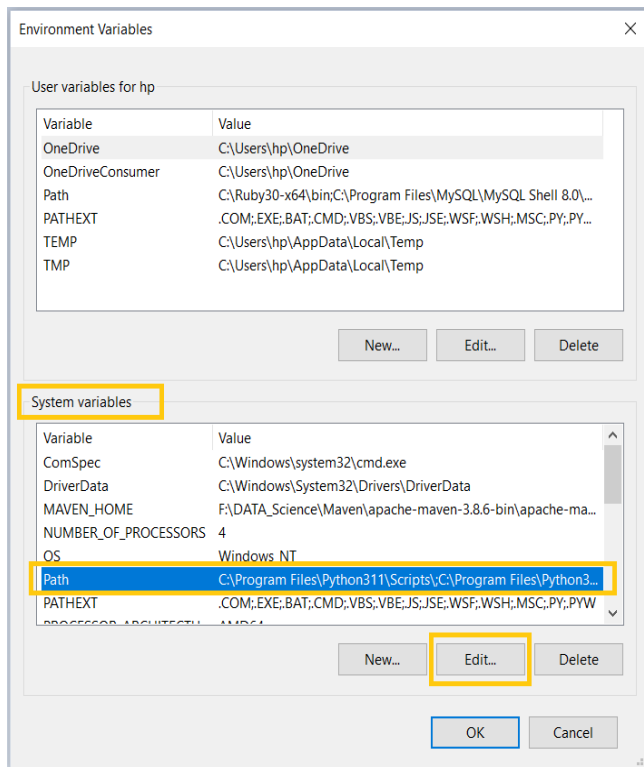 Environment Variables
User variables for hp
Variable Value
OneDrive C:\Users\hp\OneDrive
OneDriveConsumer C:\Users\hp\OneDrive
Path C:\Ruby30-x64\bin;C:\Program Files\MySQL\MySQL Shell 8.0\...
PATHEXT .COM;.EXE;.BAT;.CMD;.VBS;.VBE;JS;JSE;.WSF;.WSH;.MSC;.PY;.PY...
TEMP C:\Users\hp\AppData\Local\Temp
TMP C:\Users\hp\AppData\Local\Temp
New... Edit... Delete
System variables
Variable Value
ComSpec C:\Windows\system32\cmd.exe
DriverData C:\Windows\System32\Drivers\DriverData
MAVEN_HOME F:\DATA_Science\Maven\apache-maven-3.8.6-bin\apache-ma...
NUMBER_OF_PROCESSORS 4
OS Windows_NT
Path C:\Program Files\Python311\Scripts\;C:\Program Files\Python3...
PATHEXT .COM;.EXE;.BAT;.CMD;.VBS;.VBE;JS;JSE;.WSF;.WSH;.MSC;.PY;.PYW
PROCESSOR_ARCHITECTU... AMD64
New... Edit... Delete
OK Cancel